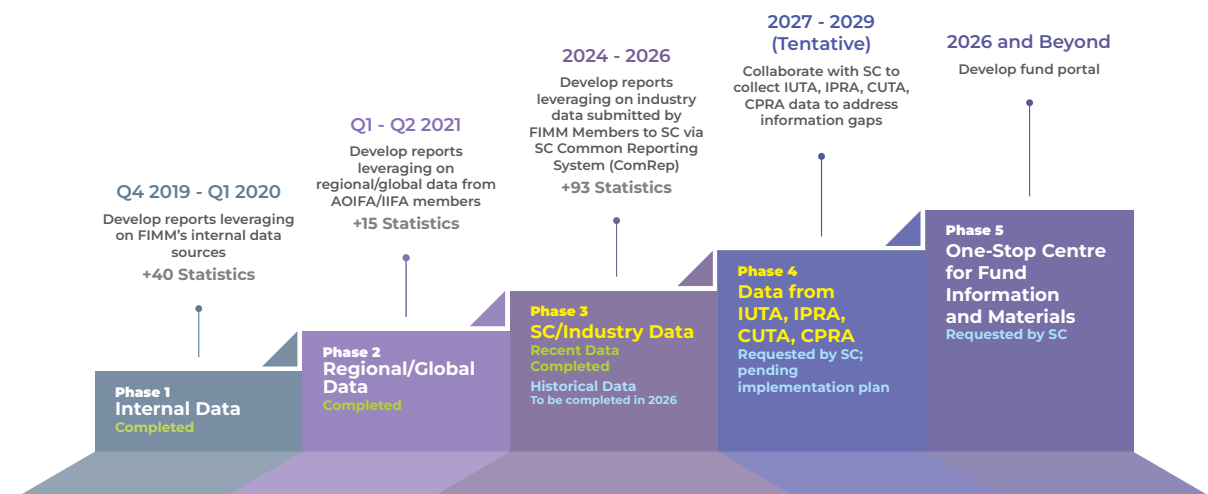 Q4 2019 - Q1 2020
Develop reports leveraging
on FIMM's internal data
sources
+40 Statistics
Phase 1
Internal Data
Completed
Q1 - Q2 2021
Develop reports
leveraging on
regional/global data from
AOIFA/IIFA members
+15 Statistics
Phase 2
Regional/Global
Data
Completed
2024 - 2026
Develop reports
leveraging on industry
data submitted by
FIMM Members to SC via
SC Common Reporting
System (ComRep)
+93 Statistics
Phase 3
SC/Industry Data
Recent Data
Completed
Historical Data
To be completed in 2026
2027 - 2029
(Tentative)
Collaborate with SC to
collect IUTA, IPRA, CUTA,
CPRA data to address
information gaps
Phase 4
Data from
IUTA, IPRA,
CUTA, CPRA
Requested by SC;
pending
implementation plan
2026 and Beyond
Develop fund portal
Phase 5
One-Stop Centre
for Fund
Information
and Materials
Requested by SC